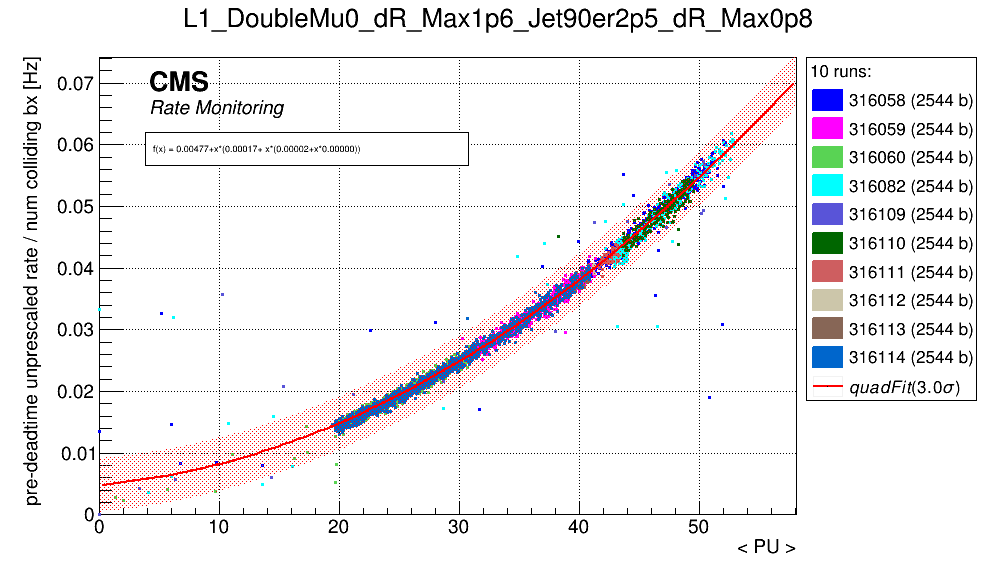 L1_DoubleMu0_dR_Max1p6_Jet90er2p5_dR_Max0p8
pre-deadtime unprescaled rate / num colliding bx [Hz]
CMS
Rate Monitoring
f(x) = 0.00477+x*(0.00017+ x*(0.00002+x*0.00000))
0.07
0.06
0.05
0.04
0.03
0.02
0.01
0
0 10 20 30 40 50
< PU >
10 runs:
316058 (2544 b)
316059 (2544 b)
316060 (2544 b)
316082 (2544 b)
316109 (2544 b)
316110 (2544 b)
316111 (2544 b)
316112 (2544 b)
316113 (2544 b)
316114 (2544 b)
quadFit(3.0σ)